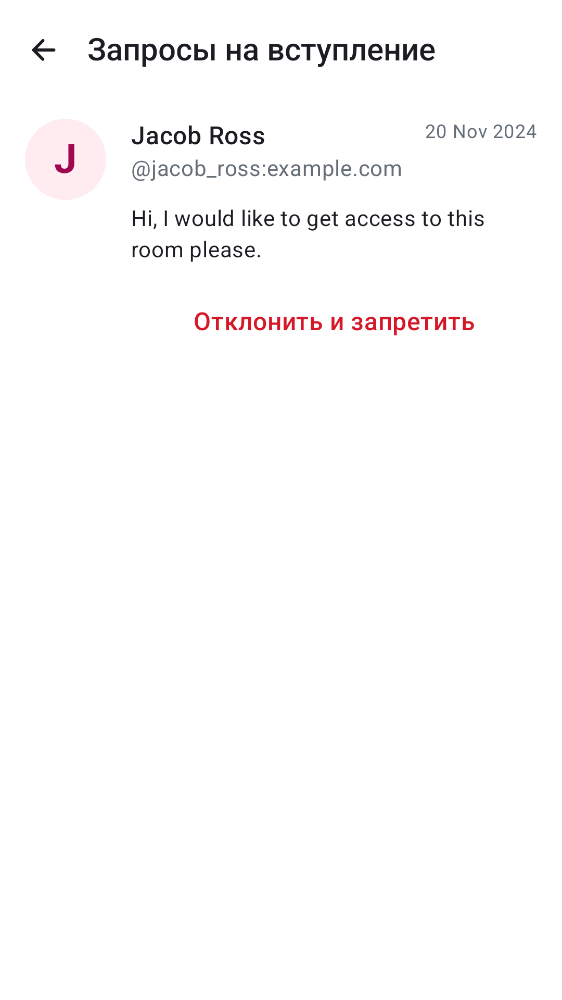 Запросы на вступление
J
Jacob Ross
20 Nov 2024
@jacob_ross:example.com
Hi, I would like to get access to this
room please.
Отклонить и запретить